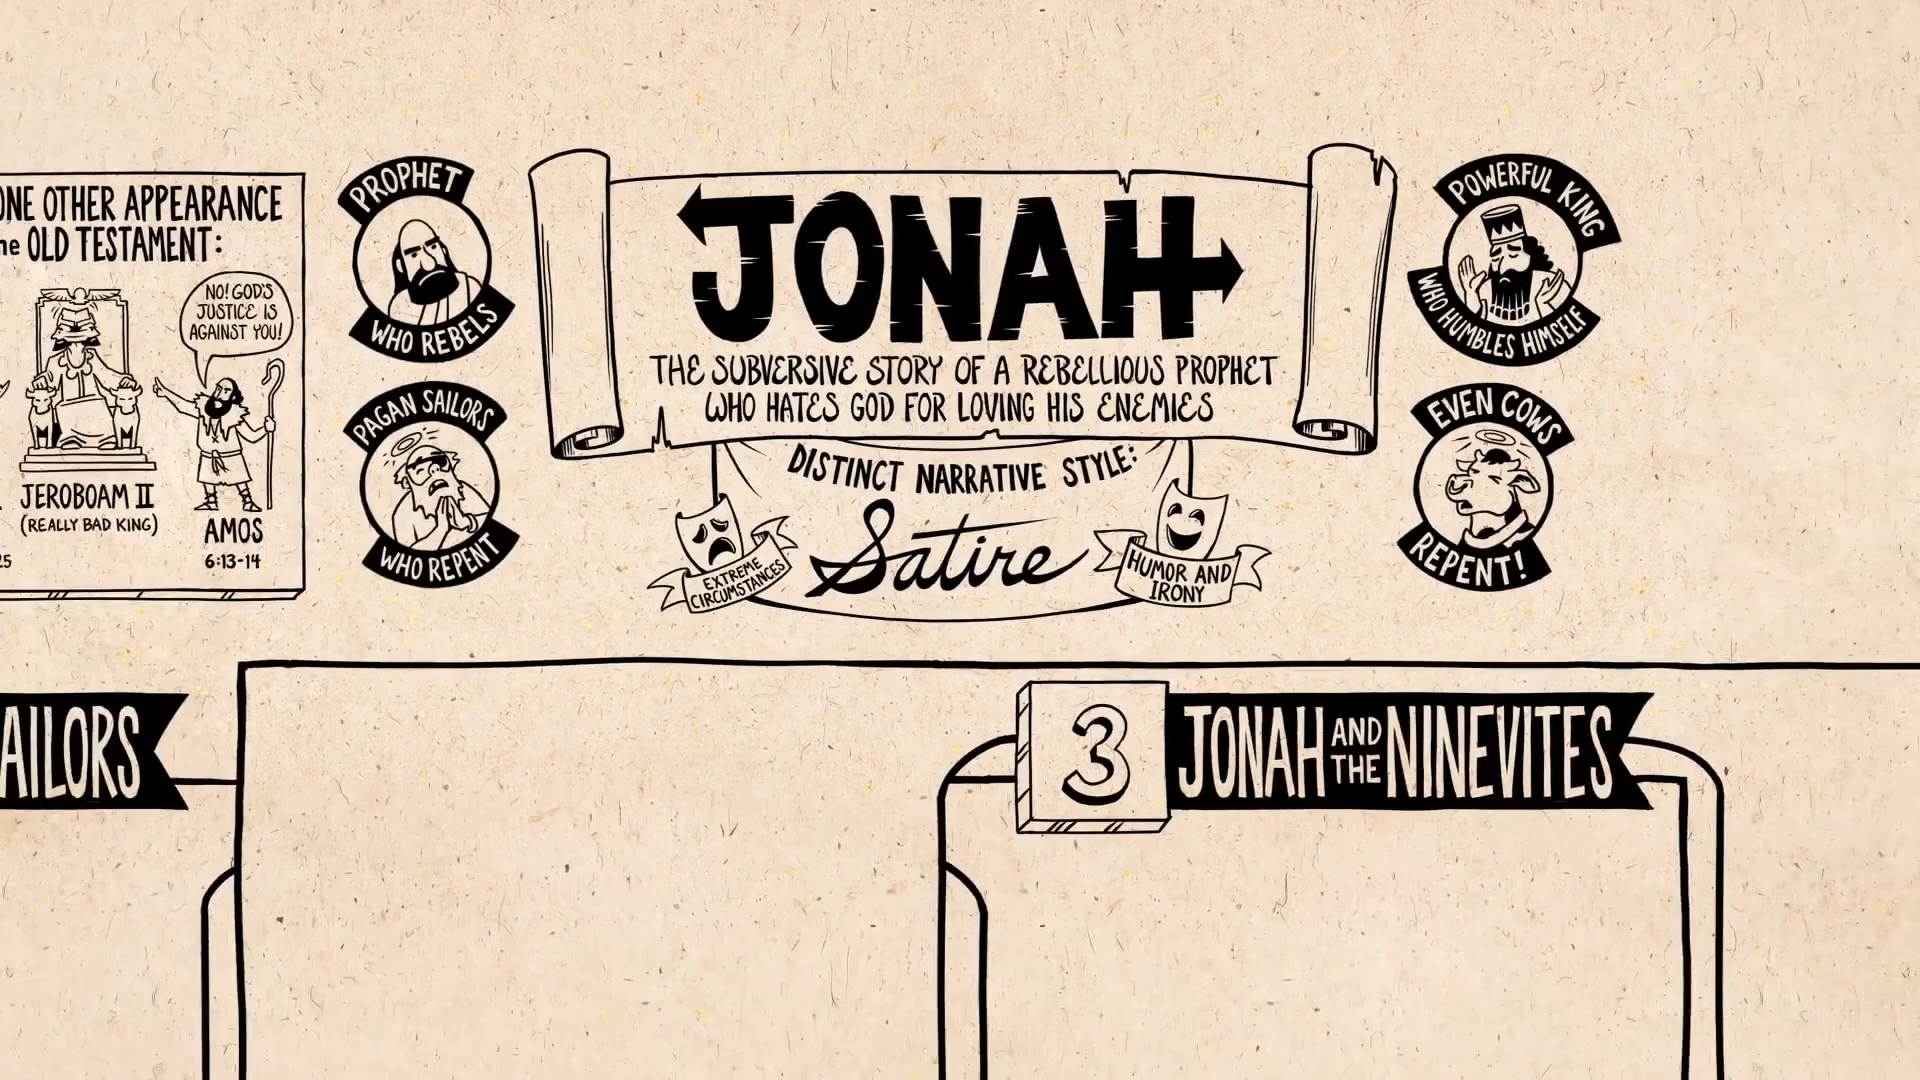 ONE OTHER APPEARANCE
the OLD TESTAMENT:
NO! GOD'S
JUSTICE IS
AGAINST YOU!
JEROBOAM II
(REALLY BAD KING)
AMOS
25
6:13-14
PROPHET
WHO REBELS
PAGAN SAILORS
WHO REPENT
JONAH
THE SUBVERSIVE STORY OF A REBELLIOUS PROPHET
WHO HATES GOD FOR LOVING HIS ENEMIES
DISTINCT NARRATIVE STYLE:
Satire
EXTREME
CIRCUMSTANCES
HUMOR AND
IRONY
POWERFUL KING
WHO HUMBLES HIMSELF
EVEN COWS
REPENT!
AILORS
3 JONAH AND THE NINEVITES